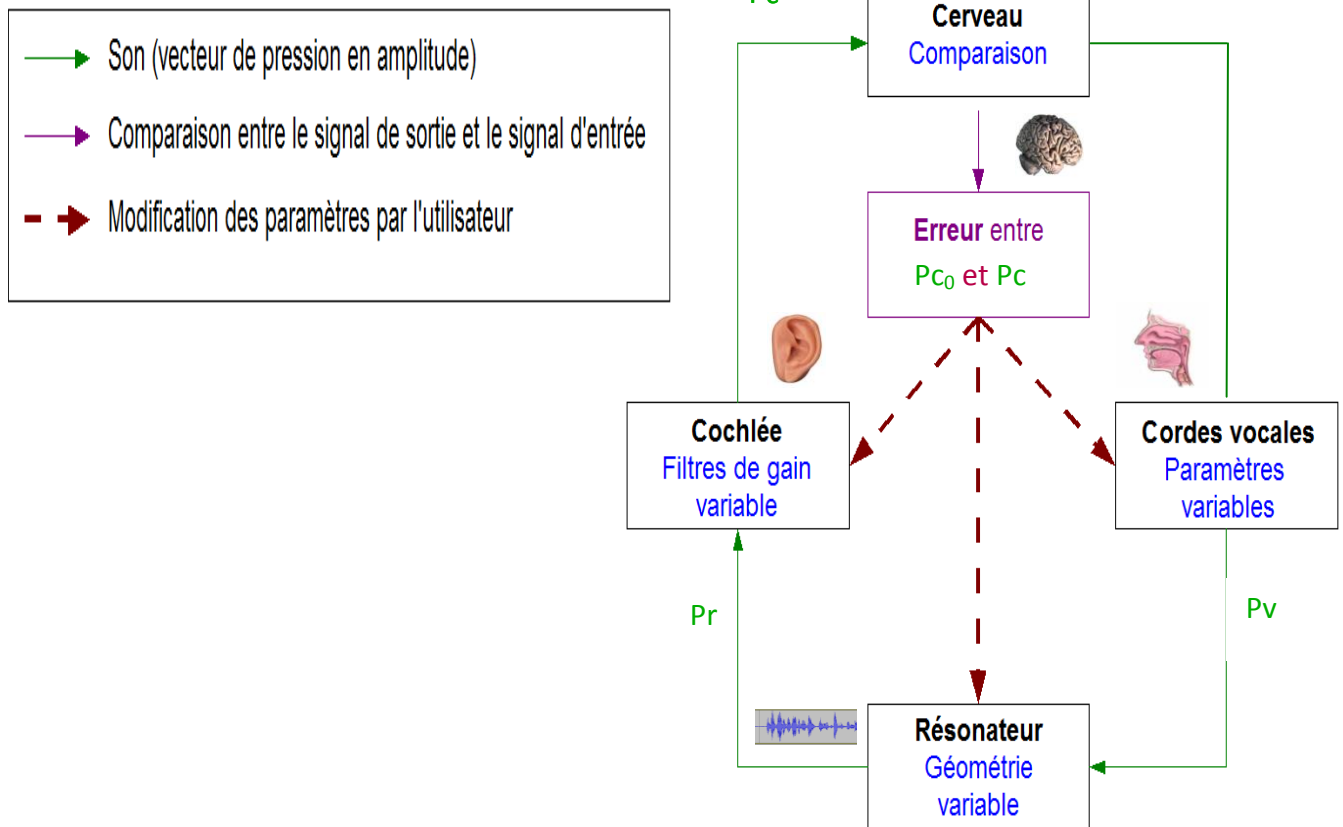 Son (vecteur de pression en amplitude)
Comparaison entre le signal de sortie et le signal d'entrée
Modification des paramètres par l'utilisateur
Cerveau
Comparaison
Erreur entre
Pc₀ et Pc
Cochlée
Filtres de gain
variable
Cordes vocales
Paramètres
variables
Pr
Pv
Résonateur
Géométrie
variable